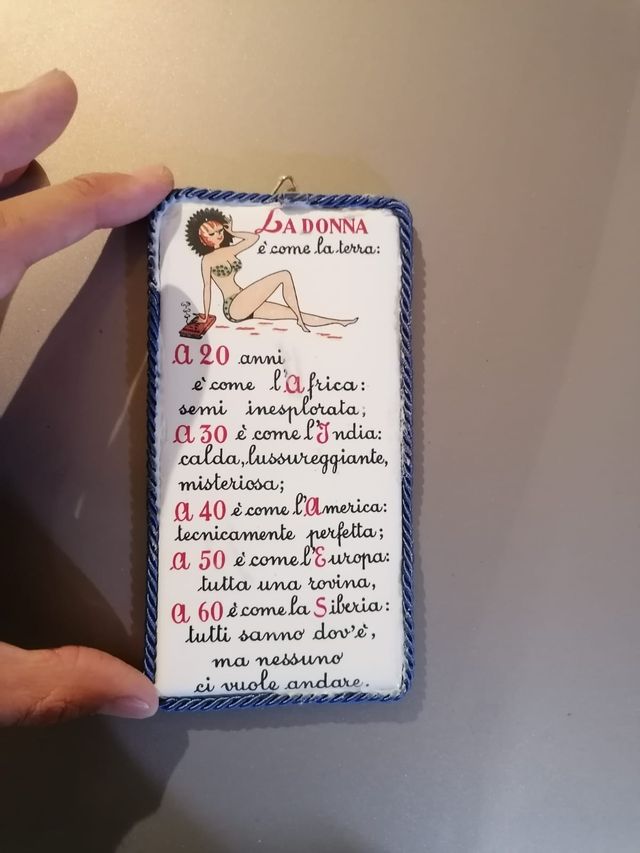 LA DONNA
è come la terra:
A 20 anni
è come l'Africa:
semi inesplorata;
A 30 è come l'India:
calda, lussureggiante,
misteriosa;
A 40 è come l'America:
tecnicamente perfetta;
A 50 è come l'Europa:
tutta una rovina,
A 60 è come la Siberia:
tutti sanno dov'è,
ma nessuno
ci vuole andare.